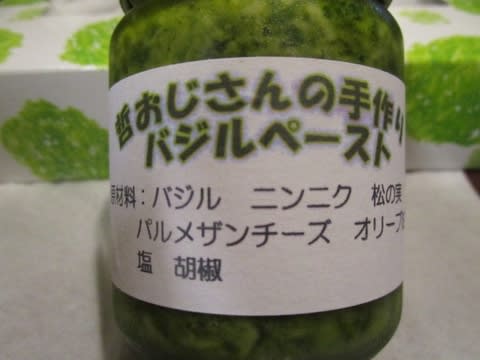 哲おじさんの手作り
バジルペースト
原材料:バジル ニンニク 松の実
パルメザンチーズ オリーブ
塩 胡椒